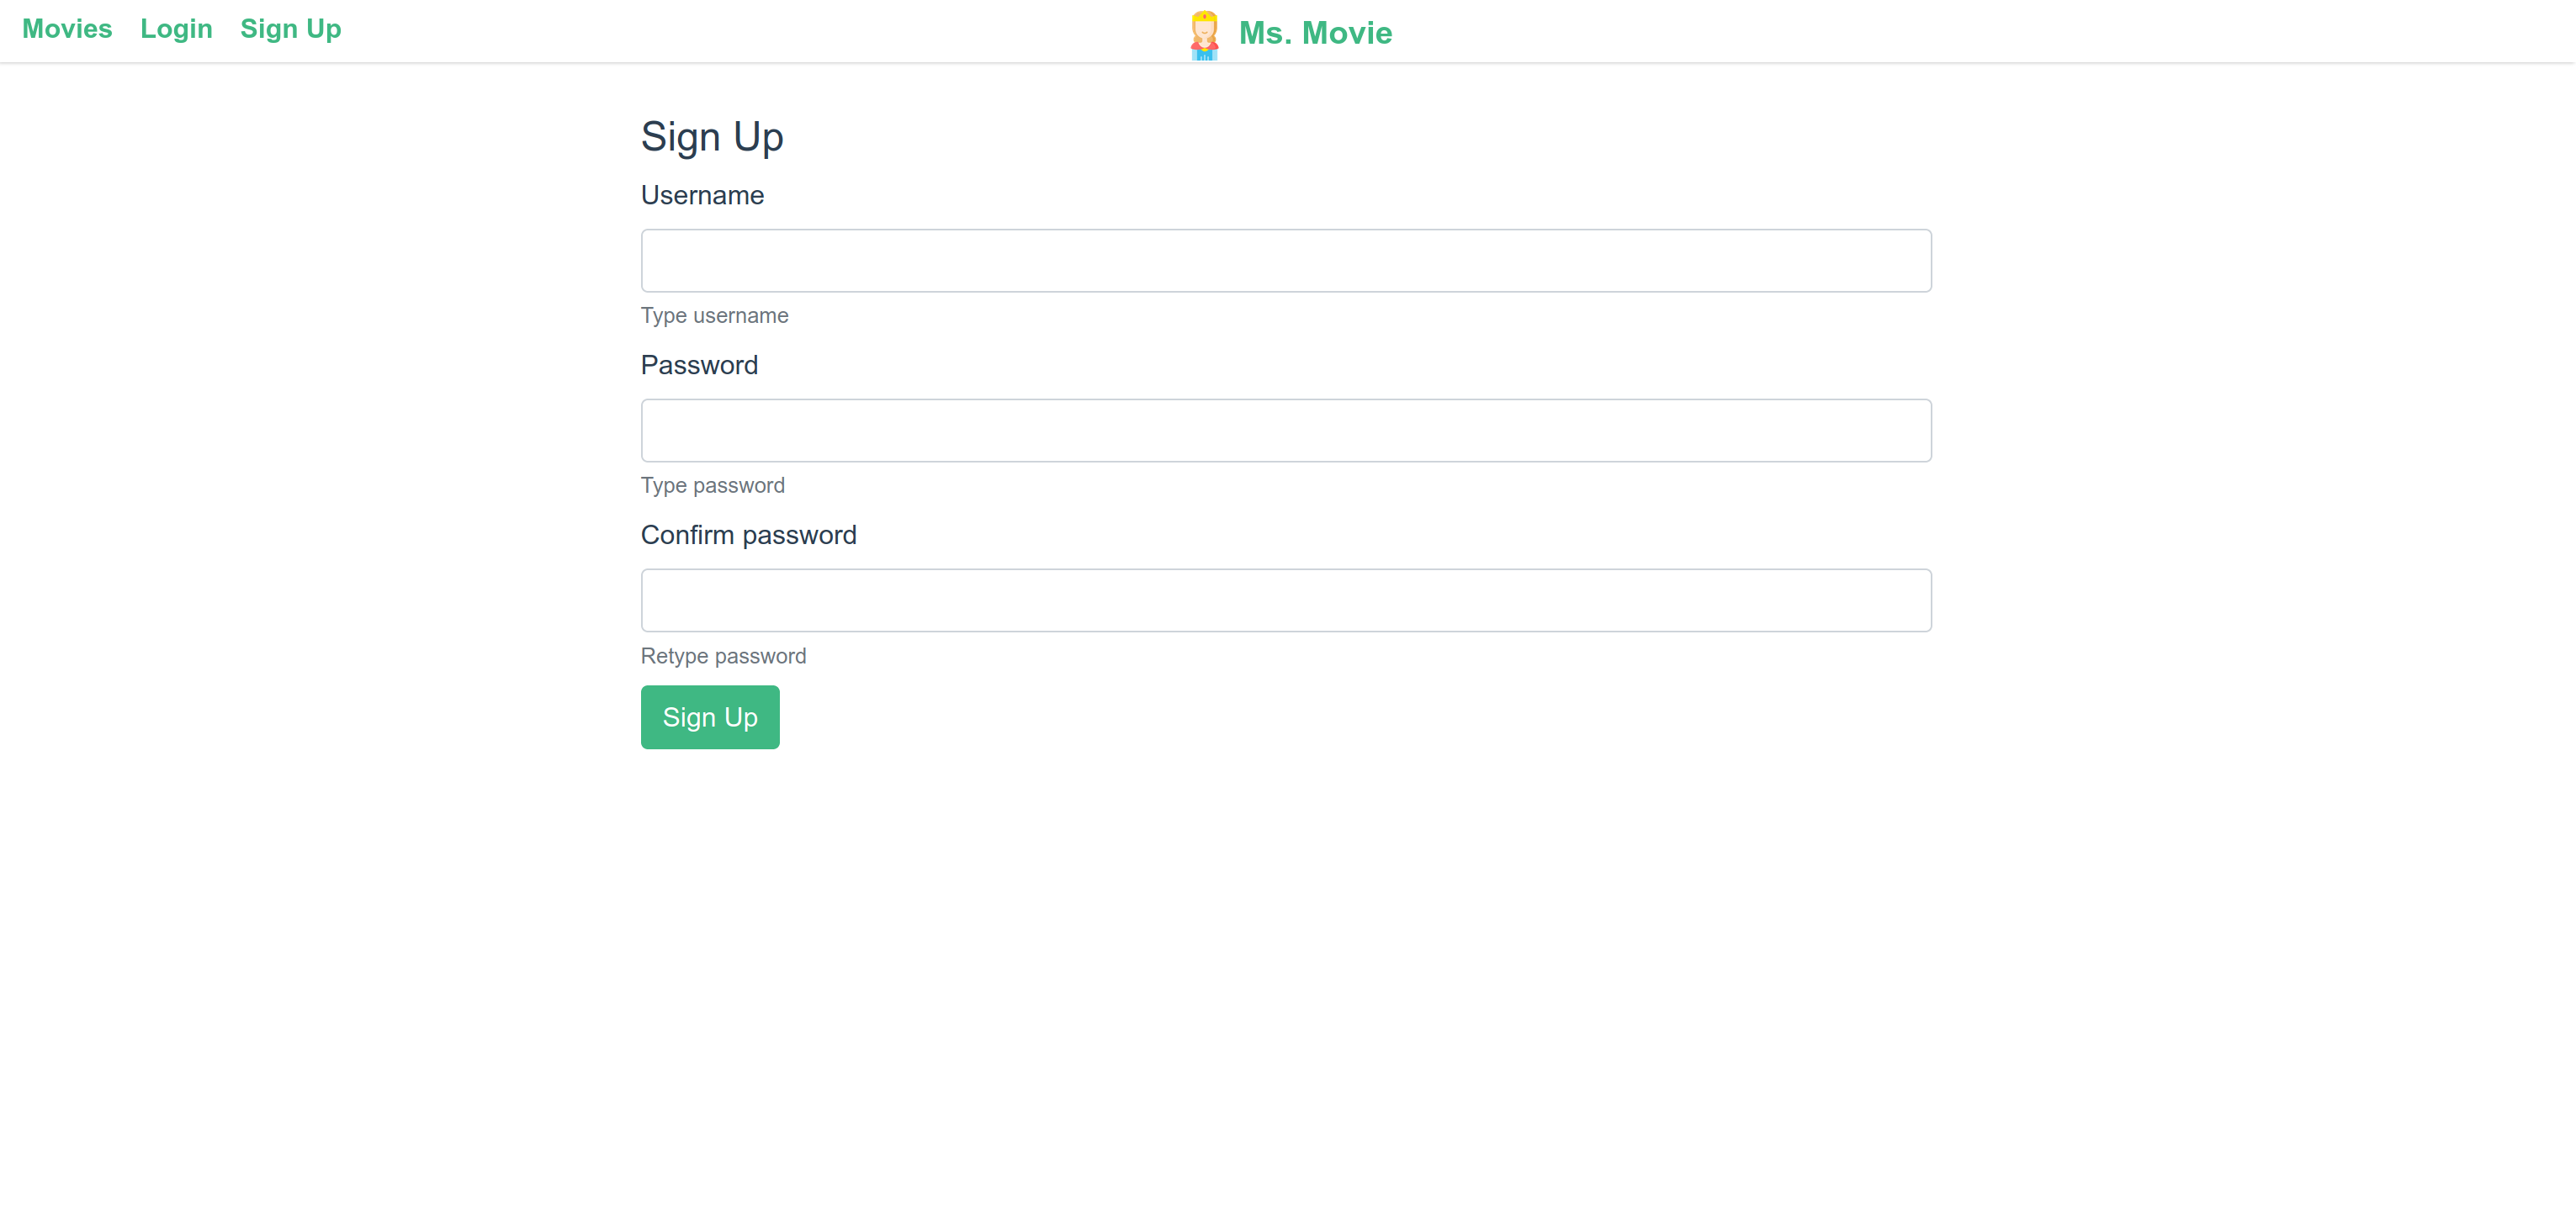 Movies Login Sign Up Ms. Movie
Sign Up
Username
Type username
Password
Type password
Confirm password
Retype password
Sign Up